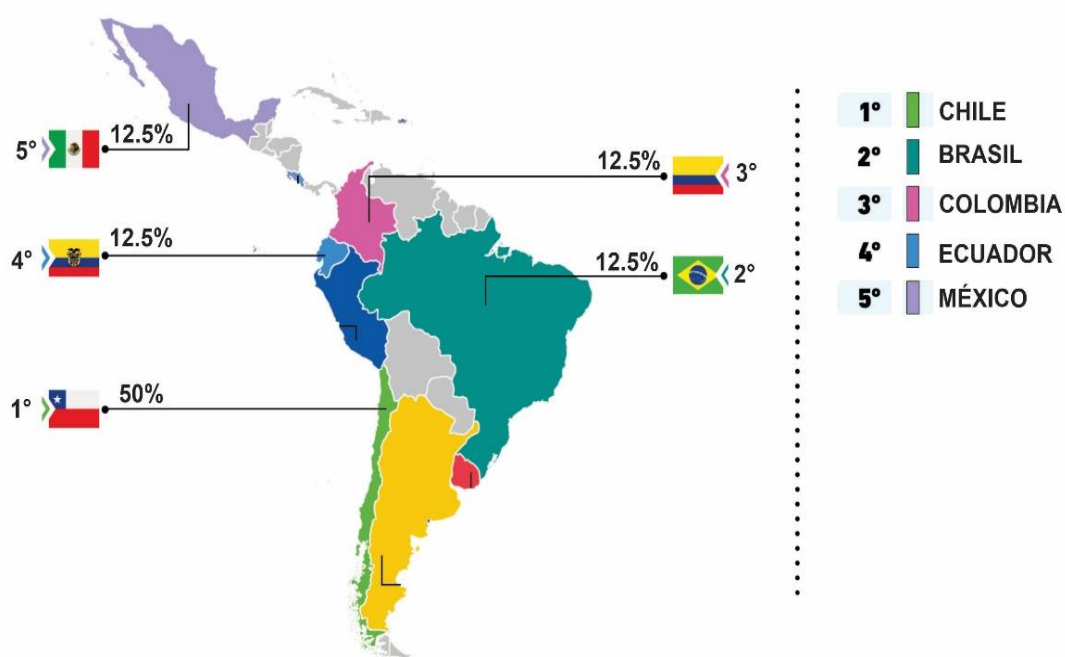 5° 12.5%
12.5% 3°
4° 12.5%
12.5% 2°
1° 50%
1° CHILE
2° BRASIL
3° COLOMBIA
4° ECUADOR
5° MÉXICO